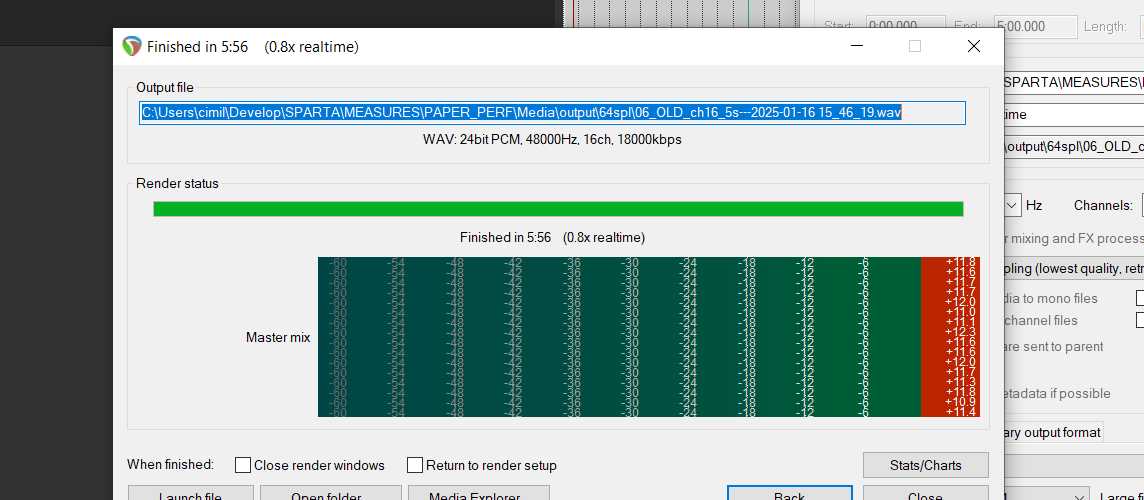 Start: 0:00.000 End: 5:00.000 Length:
Finished in 5:56 (0.8x realtime)
Output file
C:\Users\cimil\Develop\SPARTA\MEASURES\PAPER_PERF\Media\output\64spl\06_OLD_ch16_5s---2025-01-16 15_46_19.wav
SPARTA\MEASURES\
time
WAV: 24bit PCM, 48000Hz, 16ch, 18000kbps
\output\64spl\06_OLD_c
Render status
Hz Channels:
Finished in 5:56 (0.8x realtime)
r mixing and FX process
pling (lowest quality, retr
-60 -54 -48 -42 -36 -30 -24 -18 -12 -6 +11.8
-60 -54 -48 -42 -36 -30 -24 -18 -12 -6 +11.6
-60 -54 -48 -42 -36 -30 -24 -18 -12 -6 +11.7
-60 -54 -48 -42 -36 -30 -24 -18 -12 -6 +11.7
-60 -54 -48 -42 -36 -30 -24 -18 -12 -6 +12.0
-60 -54 -48 -42 -36 -30 -24 -18 -12 -6 +11.0
-60 -54 -48 -42 -36 -30 -24 -18 -12 -6 +11.1
-60 -54 -48 -42 -36 -30 -24 -18 -12 -6 +12.3
-60 -54 -48 -42 -36 -30 -24 -18 -12 -6 +11.6
-60 -54 -48 -42 -36 -30 -24 -18 -12 -6 +11.6
-60 -54 -48 -42 -36 -30 -24 -18 -12 -6 +12.0
-60 -54 -48 -42 -36 -30 -24 -18 -12 -6 +11.7
-60 -54 -48 -42 -36 -30 -24 -18 -12 -6 +11.3
-60 -54 -48 -42 -36 -30 -24 -18 -12 -6 +11.8
-60 -54 -48 -42 -36 -30 -24 -18 -12 -6 +10.9
-60 -54 -48 -42 -36 -30 -24 -18 -12 -6 +11.4
Master mix
dia to mono files
channel files
are sent to parent
etadata if possible
ary output format
When finished: Close render windows Return to render setup Stats/Charts
Launch file Open folder Media Explorer Back Close
Large fi